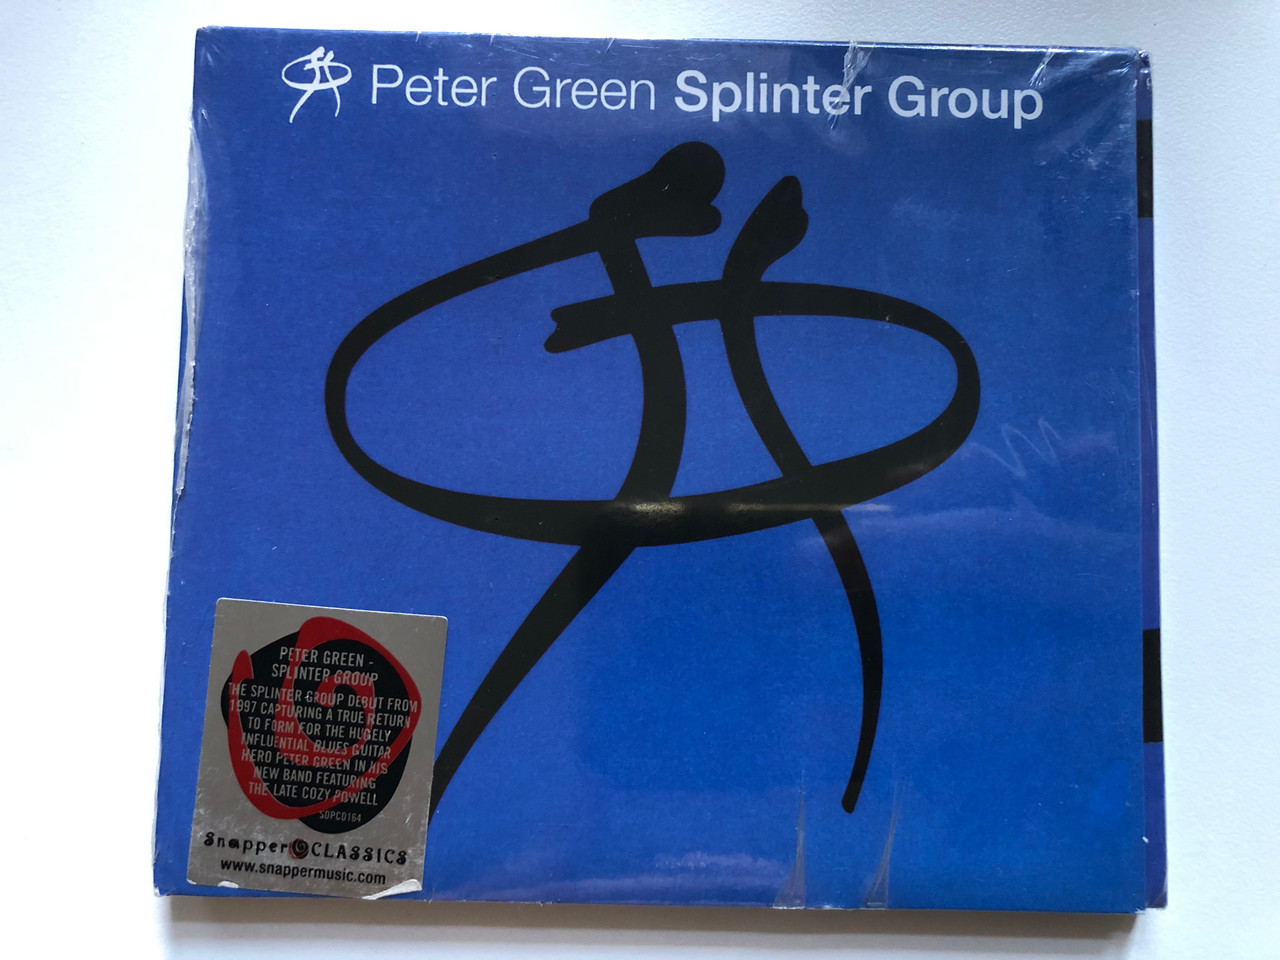 Peter Green Splinter Group
PETER GREEN -
SPLINTER GROUP
THE SPLINTER GROUP DEBUT FROM
1997 CAPTURING A TRUE RETURN
TO FORM FOR THE HUGELY
INFLUENTIAL BLUES GUITAR
HERO PETER GREEN IN HIS
NEW BAND FEATURING
THE LATE COZY POWELL
SDPCD164
Snapper CLASSICS
www.snappermusic.com